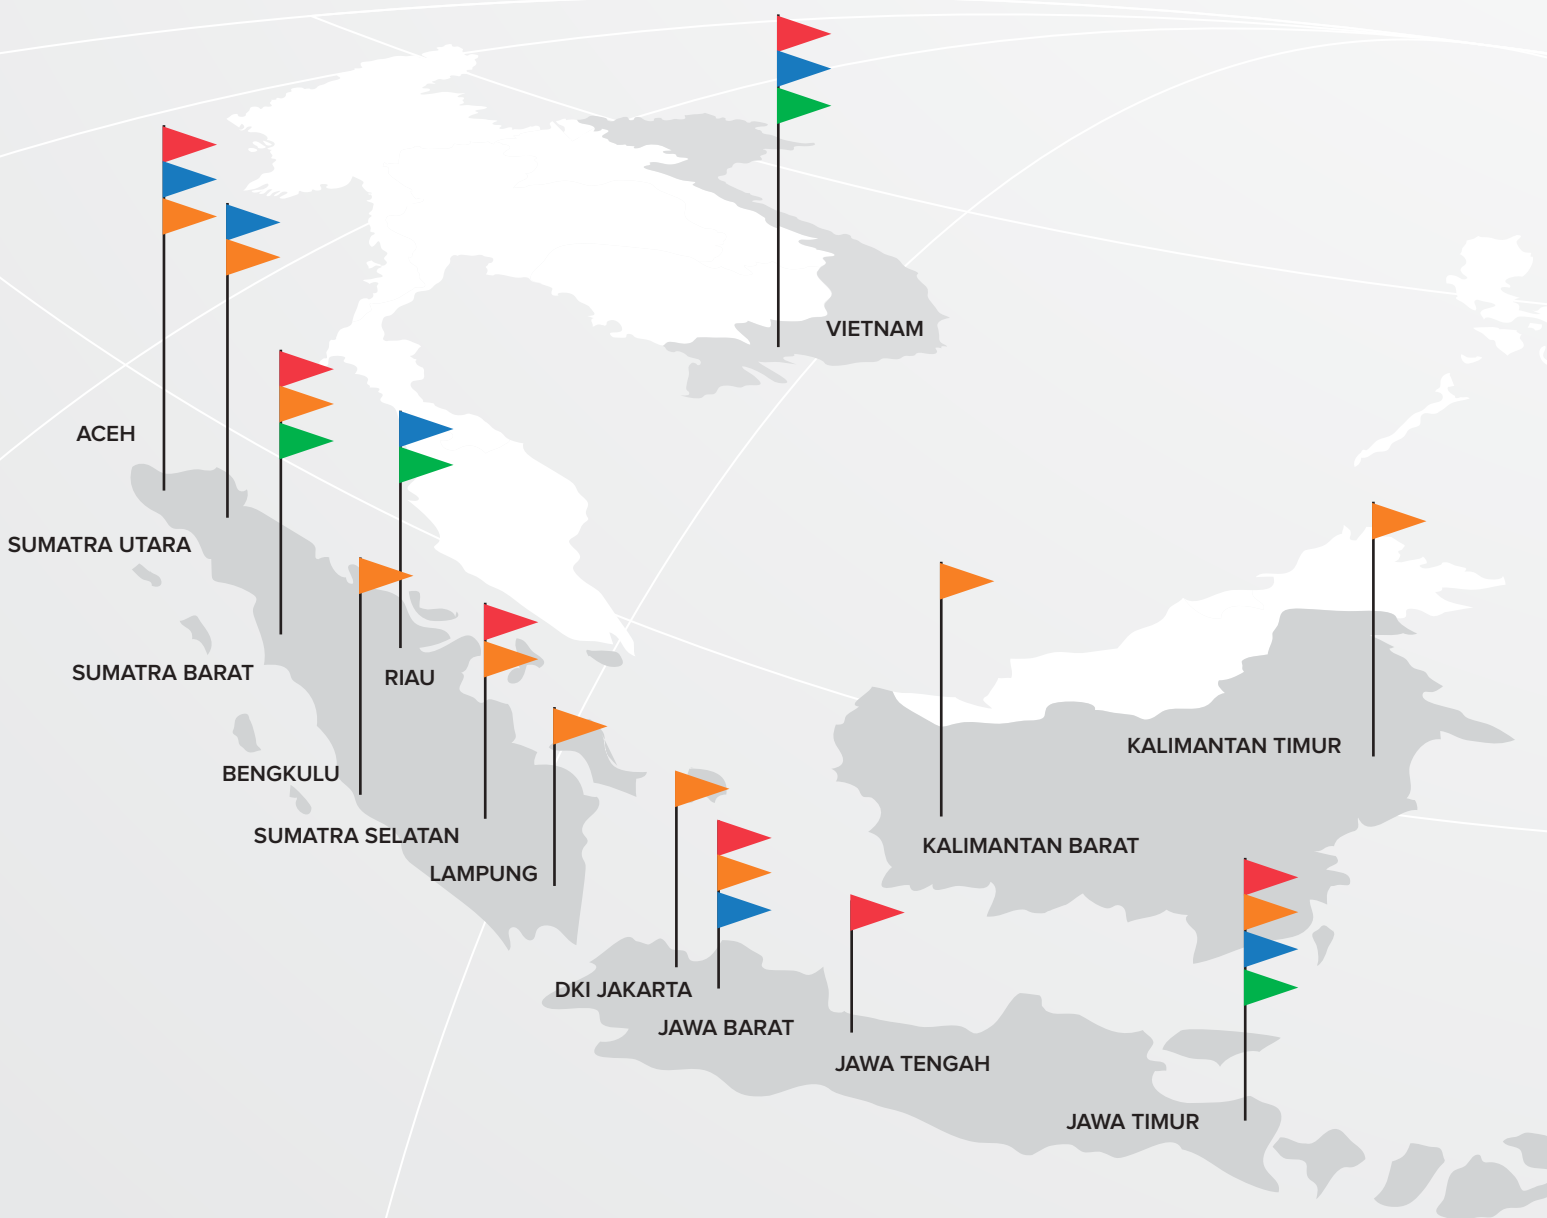 VIETNAM
ACEH
SUMATRA UTARA
SUMATRA BARAT
RIAU
KALIMANTAN TIMUR
BENGKULU
SUMATRA SELATAN
KALIMANTAN BARAT
LAMPUNG
DKI JAKARTA
JAWA BARAT
JAWA TENGAH
JAWA TIMUR